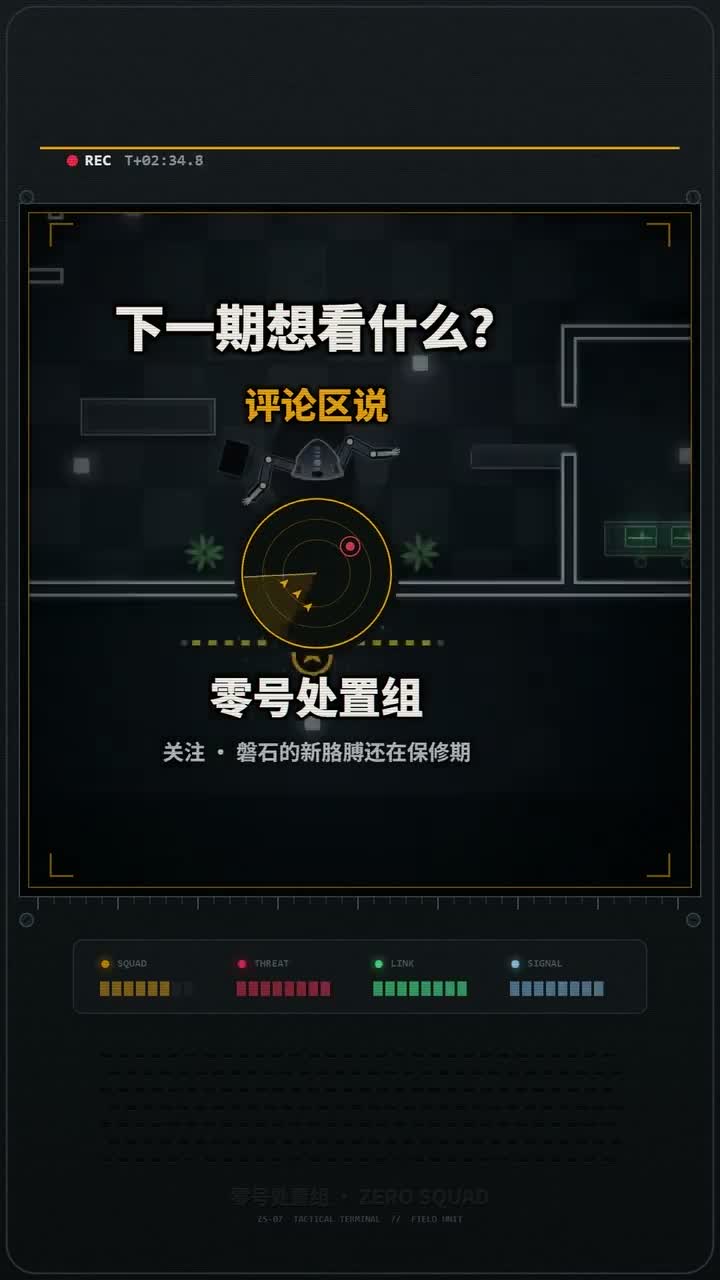 REC T+02:34.8
下一期想看什么?
评论区说
零号处置组
关注 · 磐石的新胳膊还在保修期
SQUAD THREAT LINK SIGNAL
零号处置组 · ZERO SQUAD
ZS-07 TACTICAL TERMINAL // FIELD UNIT